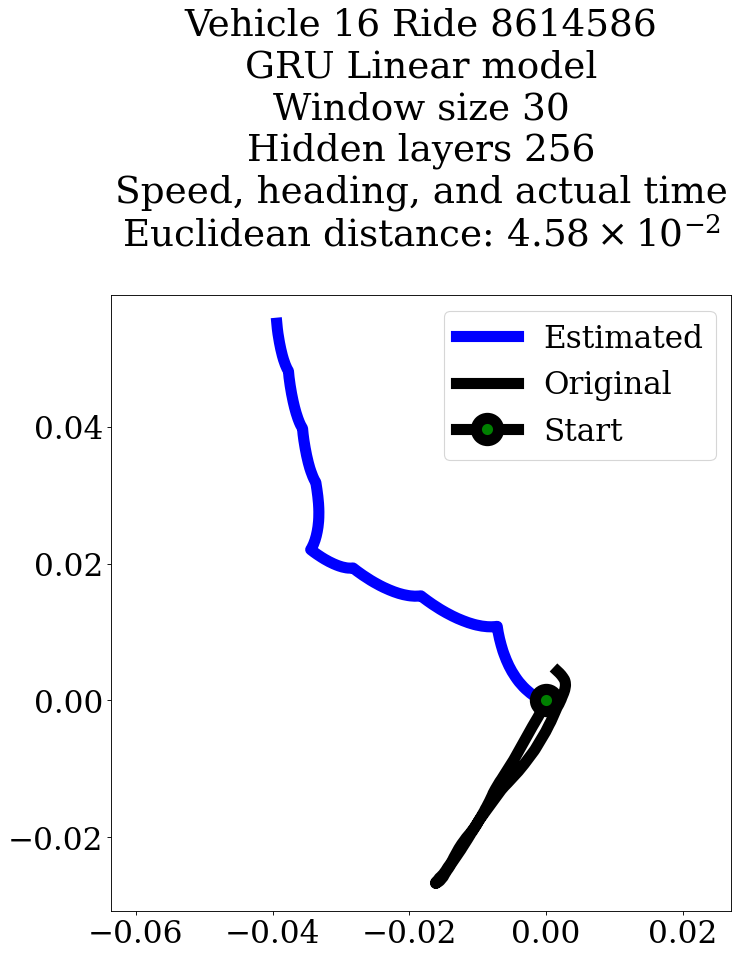 Vehicle 16 Ride 8614586
GRU Linear model
Window size 30
Hidden layers 256
Speed, heading, and actual time
Euclidean distance: 4.58 × 10⁻²
Estimated
Original
Start
0.04
0.02
0.00
−0.02
−0.06 −0.04 −0.02 0.00 0.02